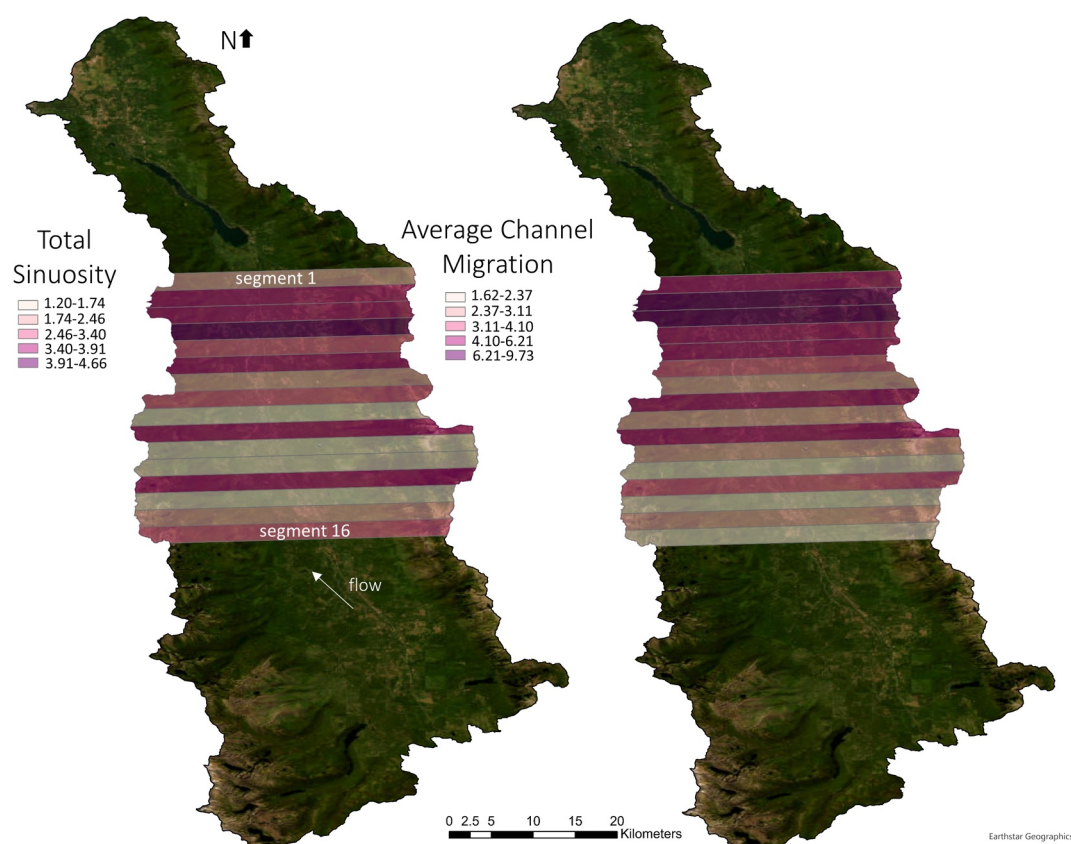 N
Total
Sinuosity
1.20-1.74
1.74-2.46
2.46-3.40
3.40-3.91
3.91-4.66
segment 1
segment 16
flow
Average Channel
Migration
1.62-2.37
2.37-3.11
3.11-4.10
4.10-6.21
6.21-9.73
0 2.5 5 10 15 20
Kilometers
Earthstar Geographics